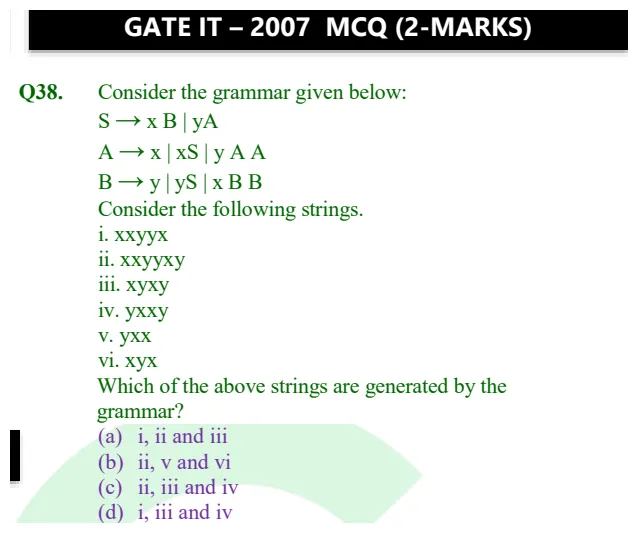 GATE IT – 2007 MCQ (2-MARKS)
Q38. Consider the grammar given below:
S → x B | yA
A → x | xS | y A A
B → y | yS | x B B
Consider the following strings.
i. xxyyx
ii. xxyyxy
iii. xyxy
iv. yxxy
v. yxx
vi. xyx
Which of the above strings are generated by the
grammar?
(a) i, ii and iii
(b) ii, v and vi
(c) ii, iii and iv
(d) i, iii and iv